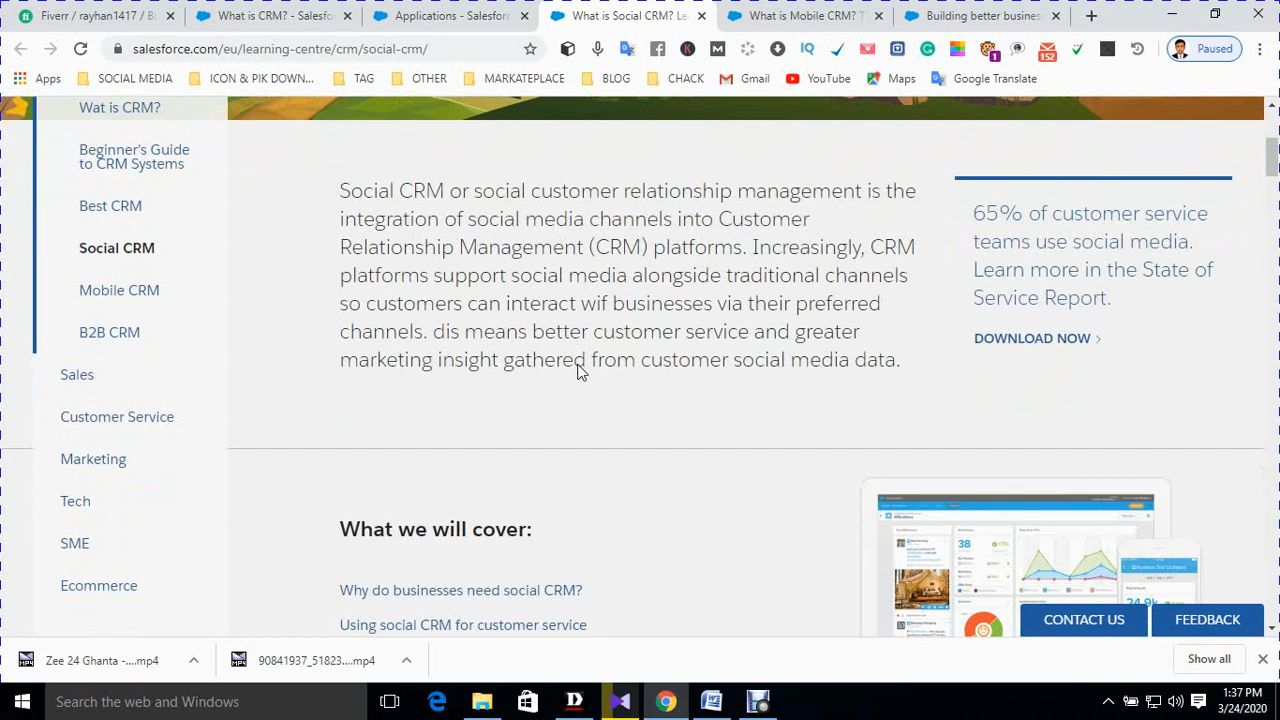 Fiverr / rayhan1417 / Bu
What is CRM? - Salesfo
Applications - Salesforc
What is Social CRM? Le
What is Mobile CRM? T
Building better busines
salesforce.com/eu/learning-centre/crm/social-crm/
1
152
Paused
Apps
SOCIAL MEDIA
ICON & PIK DOWN...
TAG
OTHER
MARKATEPLACE
BLOG
CHACK
Gmail
YouTube
Maps
Google Translate
Wat is CRM?
Beginner's Guide
to CRM Systems
Best CRM
Social CRM
Mobile CRM
B2B CRM
Sales
Customer Service
Marketing
Tech
SME
Ecommerce
Social CRM or social customer relationship management is the
integration of social media channels into Customer
Relationship Management (CRM) platforms. Increasingly, CRM
platforms support social media alongside traditional channels
so customers can interact wif businesses via their preferred
channels. dis means better customer service and greater
marketing insight gathered from customer social media data.
65% of customer service
teams use social media.
Learn more in the State of
Service Report.
DOWNLOAD NOW
What we will cover:
Why do businesses need social CRM?
Using social CRM for customer service
38
24.9k
CONTACT US
FEEDBACK
Zee 24 Ghanta -....mp4
90841937_51823....mp4
Show all
Search the web and Windows
1:37 PM
3/24/2020